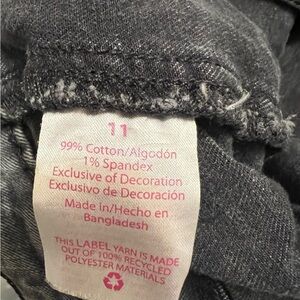 11
99% Cotton/Algodón
1% Spandex
Exclusive of Decoration
Exclusivo de Decoración
Made in/Hecho en
Bangladesh
THIS LABEL YARN IS MADE
OUT OF 100% RECYCLED
POLYESTER MATERIALS